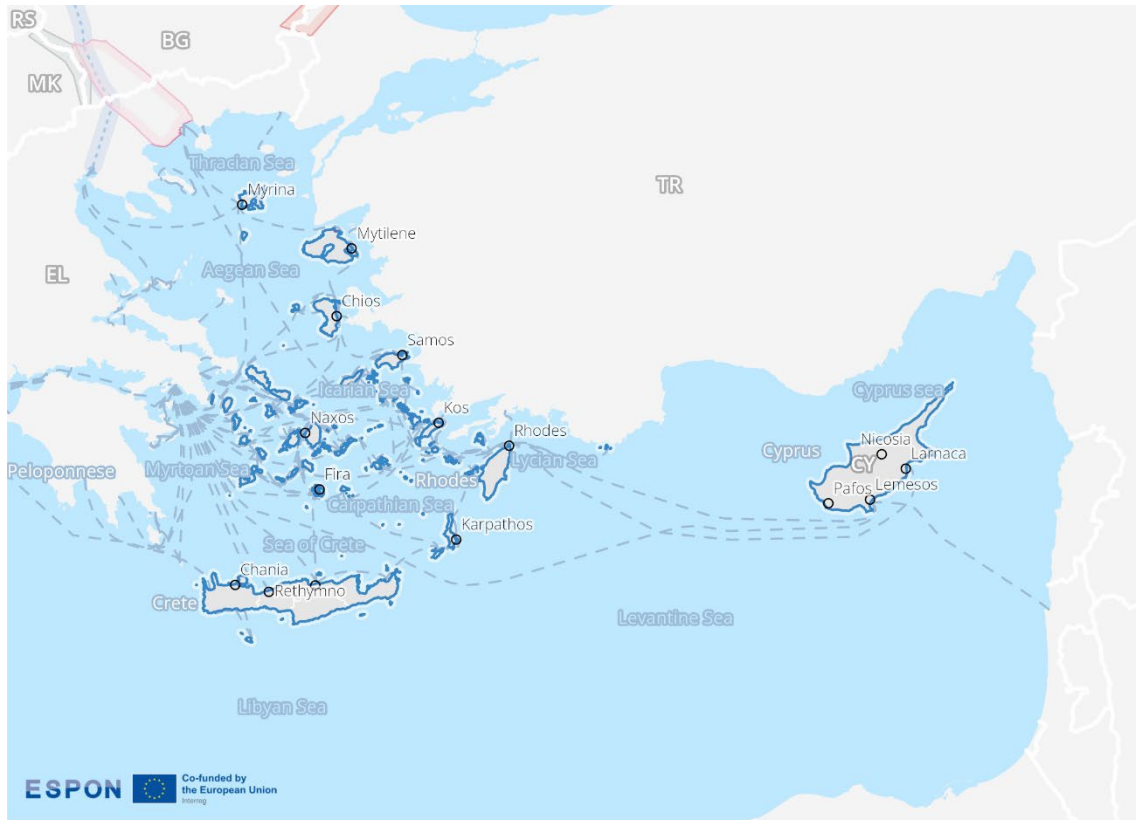 RS
BG
MK
Thracian Sea
Myrina
TR
Mytilene
EL
Aegean Sea
Chios
Samos
Icarian Sea
Cyprus sea
Kos
Naxos
Rhodes
Nicosia
Cyprus
Larnaca
Lycian Sea
CY
Peloponnese
Myrtoan Sea
Fira
Rhodes
Pafos
Lemesos
Carpathian Sea
Karpathos
Sea of Crete
Chania
Rethymno
Crete
Levantine Sea
Libyan Sea
ESPON
Co-funded by
the European Union
Interreg